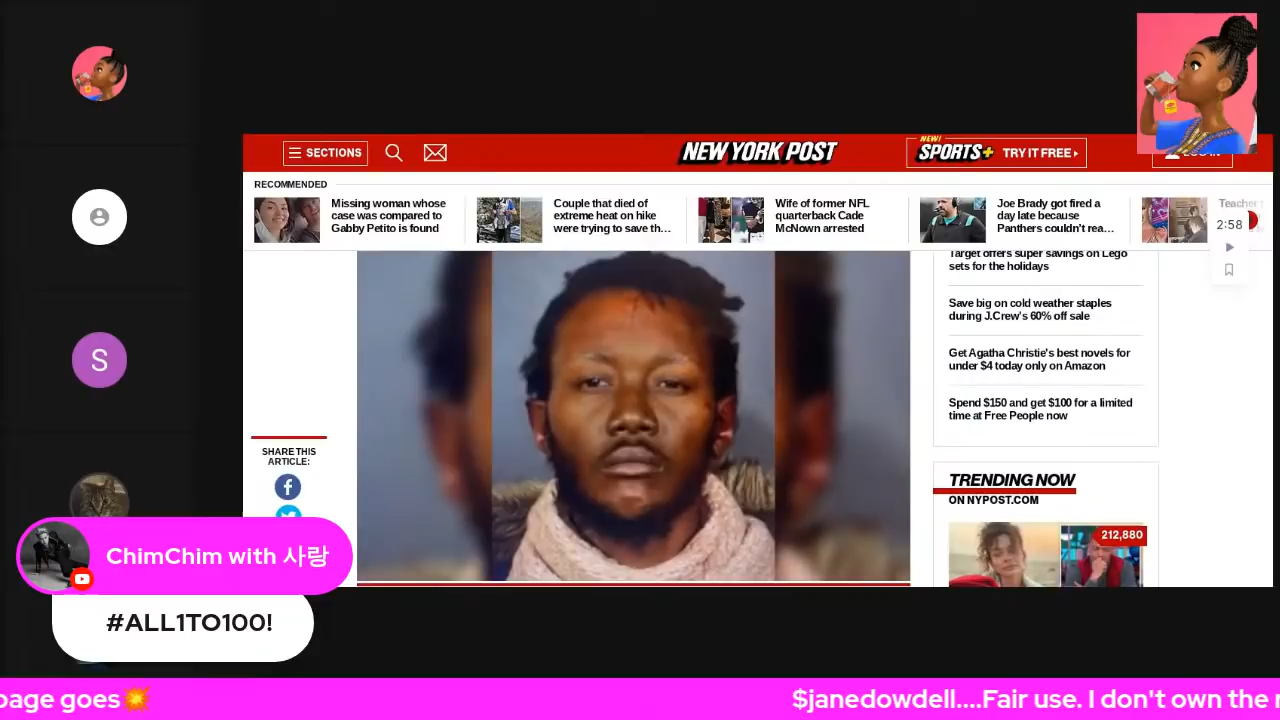 NEW!
SECTIONS
NEW YORK POST
SPORTS+
TRY IT FREE
RECOMMENDED
Missing woman whose
case was compared to
Gabby Petito is found
Couple that died of
extreme heat on hike
were trying to save th...
Wife of former NFL
quarterback Cade
McNown arrested
Joe Brady got fired a
day late because
Panthers couldn't rea...
Teacher
2:58
Target offers super savings on Lego
sets for the holidays
Save big on cold weather staples
during J.Crew's 60% off sale
Get Agatha Christie's best novels for
under $4 today only on Amazon
Spend $150 and get $100 for a limited
time at Free People now
SHARE THIS
ARTICLE:
TRENDING NOW
ON NYPOST.COM
212,880
S
ChimChim with 사랑
#ALL1TO100!
page goes💥
$janedowdell....Fair use. I don't own the